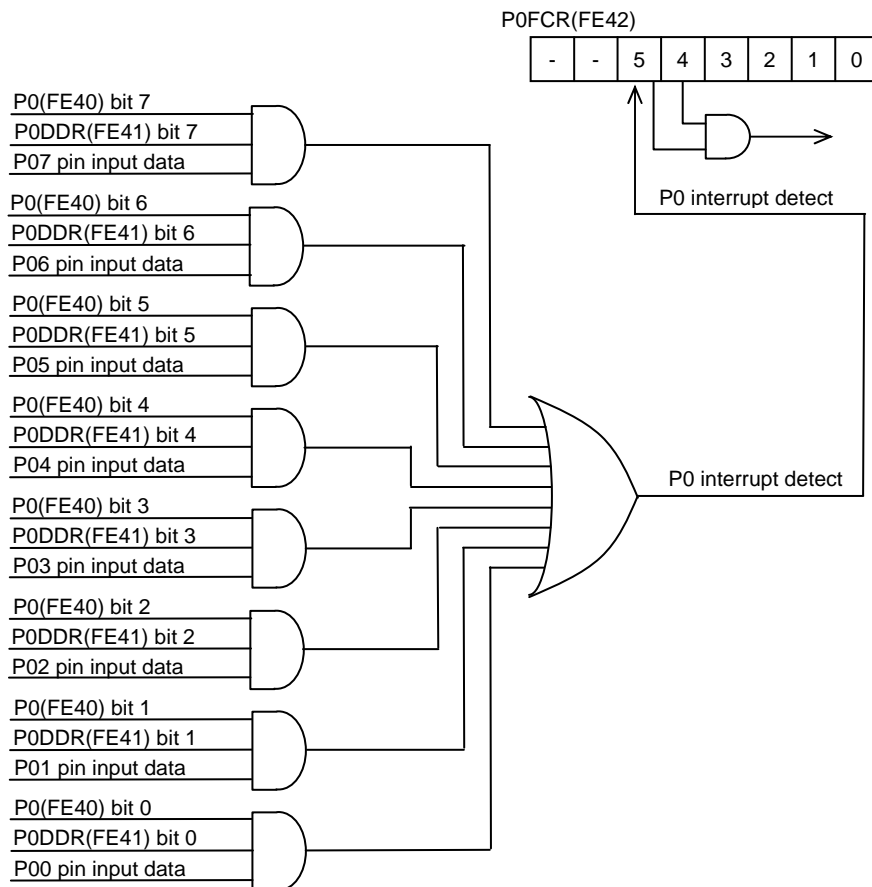 P0FCR(FE42)
- - 5 4 3 2 1 0
P0(FE40) bit 7
P0DDR(FE41) bit 7
P07 pin input data
P0 interrupt detect
P0(FE40) bit 6
P0DDR(FE41) bit 6
P06 pin input data
P0(FE40) bit 5
P0DDR(FE41) bit 5
P05 pin input data
P0(FE40) bit 4
P0DDR(FE41) bit 4
P04 pin input data
P0 interrupt detect
P0(FE40) bit 3
P0DDR(FE41) bit 3
P03 pin input data
P0(FE40) bit 2
P0DDR(FE41) bit 2
P02 pin input data
P0(FE40) bit 1
P0DDR(FE41) bit 1
P01 pin input data
P0(FE40) bit 0
P0DDR(FE41) bit 0
P00 pin input data